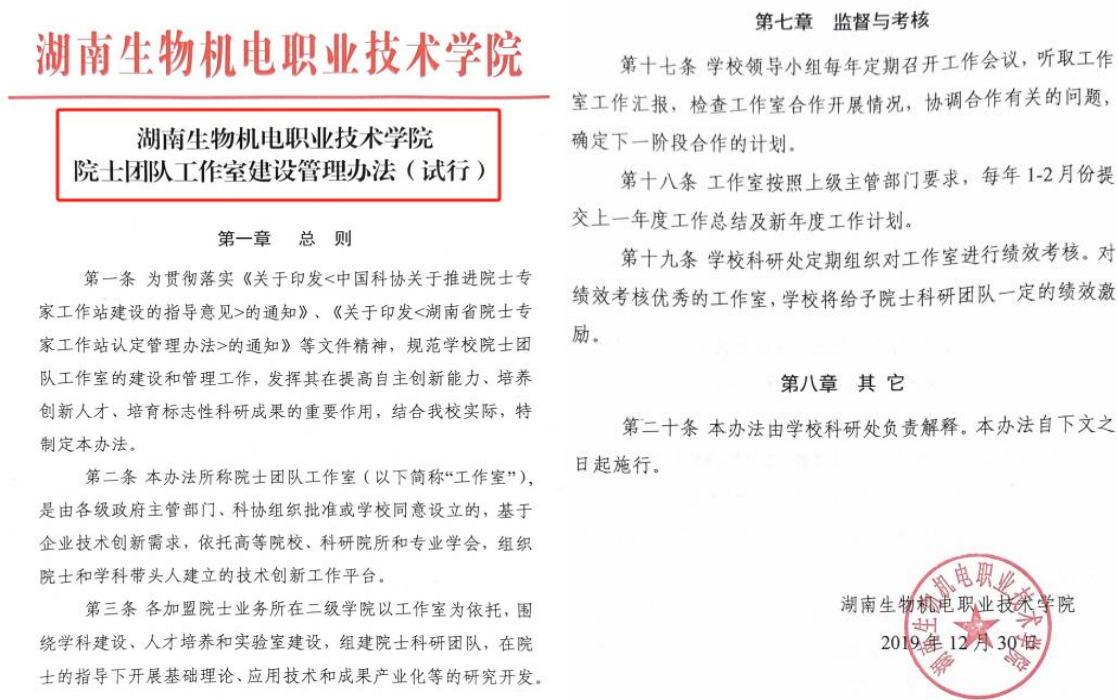 湖南生物机电职业技术学院
湖南生物机电职业技术学院
院士团队工作室建设管理办法（试行）
第一章 总 则
第一条 为贯彻落实《关于印发<中国科协关于推进院士专
家工作站建设的指导意见>的通知》、《关于印发<湖南省院士专
家工作站认定管理办法>的通知》等文件精神，规范学校院士团
队工作室的建设和管理工作，发挥其在提高自主创新能力、培养
创新人才、培育标志性科研成果的重要作用，结合我校实际，特
制定本办法。
第二条 本办法所称院士团队工作室（以下简称“工作室”），
是由各级政府主管部门、科协组织批准或学校同意设立的，基于
企业技术创新需求，依托高等院校、科研院所和专业学会，组织
院士和学科带头人建立的技术创新工作平台。
第三条 各加盟院士业务所在二级学院以工作室为依托，围
绕学科建设、人才培养和实验室建设，组建院士科研团队，在院
士的指导下开展基础理论、应用技术和成果产业化等的研究开发。
第七章 监督与考核
第十七条 学校领导小组每年定期召开工作会议，听取工作
室工作汇报，检查工作室合作开展情况，协调合作有关的问题，
确定下一阶段合作的计划。
第十八条 工作室按照上级主管部门要求，每年 1-2 月份提
交上一年度工作总结及新年度工作计划。
第十九条 学校科研处定期组织对工作室进行绩效考核。对
绩效考核优秀的工作室，学校将给予院士科研团队一定的绩效激
励。
第八章 其 它
第二十条 本办法由学校科研处负责解释。本办法自下文之
日起施行。
湖南生物机电职业技术学院
2019 年 12 月 30 日
湖南生物机电职业技术学院